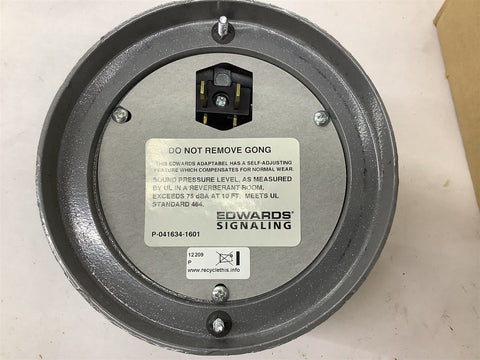 DO NOT REMOVE GONG
THIS EDWARDS ADAPTABEL HAS A SELF-ADJUSTING
FEATURE WHICH COMPENSATES FOR NORMAL WEAR.
SOUND PRESSURE LEVEL, AS MEASURED
BY UL IN A REVERBERANT ROOM,
EXCEEDS 75 dBA AT 10 FT. MEETS UL
STANDARD 464.
EDWARDS
SIGNALING
P-041634-1601
12 209
P
www.recyclethis.info